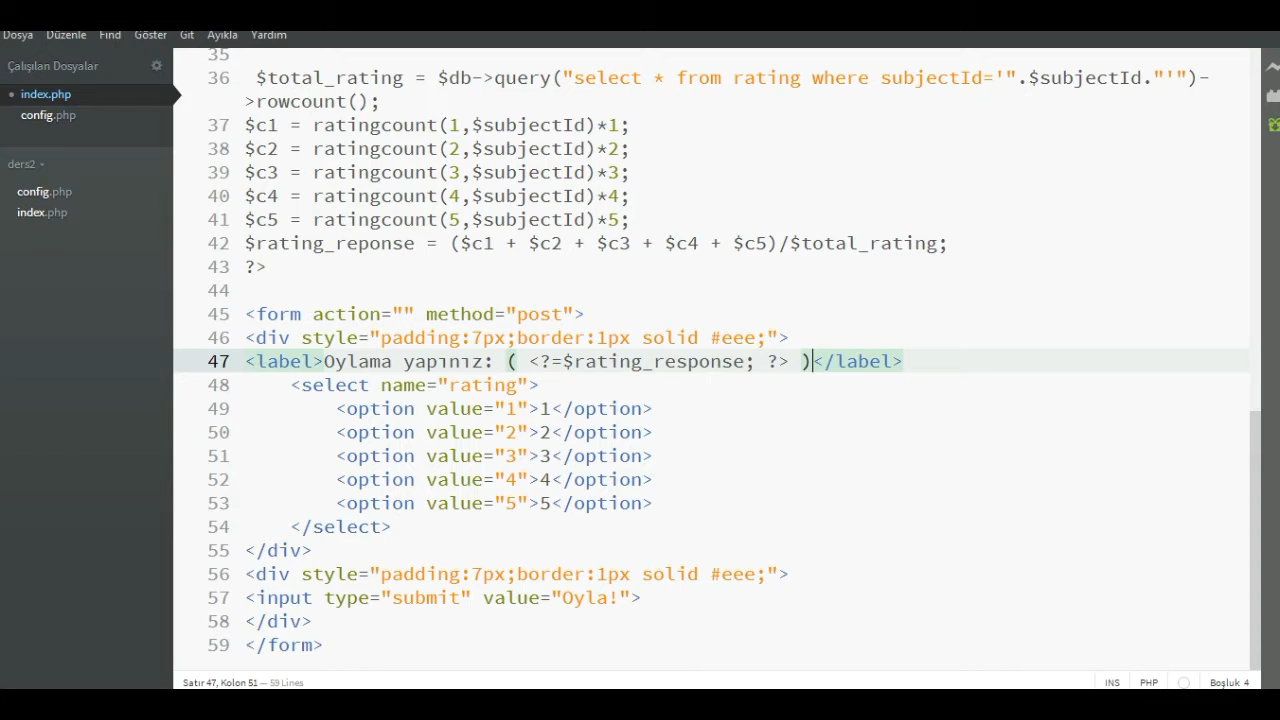 Dosya Düzenle Find Göster Git Ayıkla Yardım
Çalışılan Dosyalar
index.php
config.php
ders2
config.php
index.php
35
36 $total_rating = $db->query("select * from rating where subjectId='".$subjectId."'")-
>rowcount();
37 $c1 = ratingcount(1,$subjectId)*1;
38 $c2 = ratingcount(2,$subjectId)*2;
39 $c3 = ratingcount(3,$subjectId)*3;
40 $c4 = ratingcount(4,$subjectId)*4;
41 $c5 = ratingcount(5,$subjectId)*5;
42 $rating_reponse = ($c1 + $c2 + $c3 + $c4 + $c5)/$total_rating;
43 ?>
44
45 <form action="" method="post">
46 <div style="padding:7px;border:1px solid #eee;">
47 <label>Oylama yapınız: ( <?=$rating_response; ?> )</label>
48 <select name="rating">
49 <option value="1">1</option>
50 <option value="2">2</option>
51 <option value="3">3</option>
52 <option value="4">4</option>
53 <option value="5">5</option>
54 </select>
55 </div>
56 <div style="padding:7px;border:1px solid #eee;">
57 <input type="submit" value="Oyla!">
58 </div>
59 </form>
Satır 47, Kolon 51 — 59 Lines
INS PHP Boşluk 4